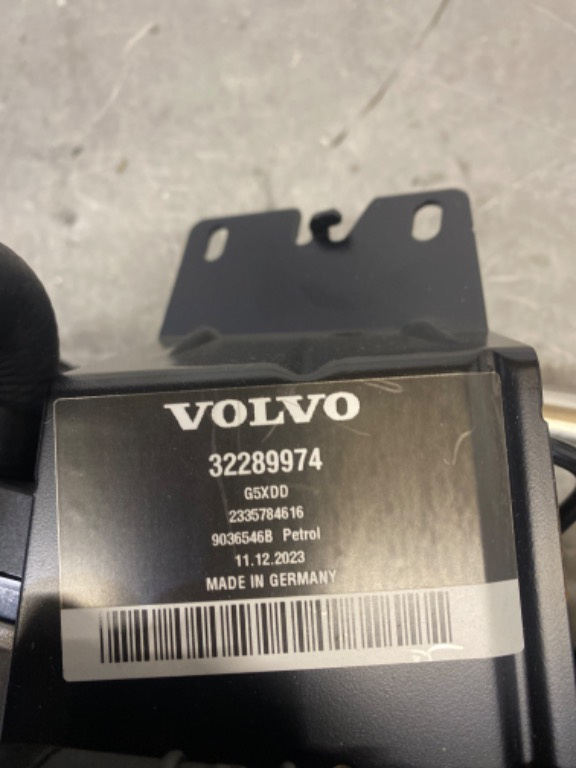 VOLVO
32289974
G5XDD
2335784616
9036546B Petrol
11.12.2023
MADE IN GERMANY